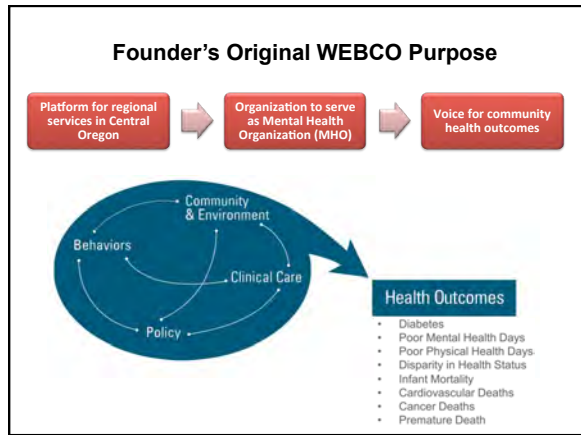 Founder's Original WEBCO Purpose
Platform for regional
services in Central
Oregon
Organization to serve
as Mental Health
Organization (MHO)
Voice for community
health outcomes
Community
& Environment
Behaviors
Clinical Care
Policy
Health Outcomes
• Diabetes
• Poor Mental Health Days
• Poor Physical Health Days
• Disparity in Health Status
• Infant Mortality
• Cardiovascular Deaths
• Cancer Deaths
• Premature Death